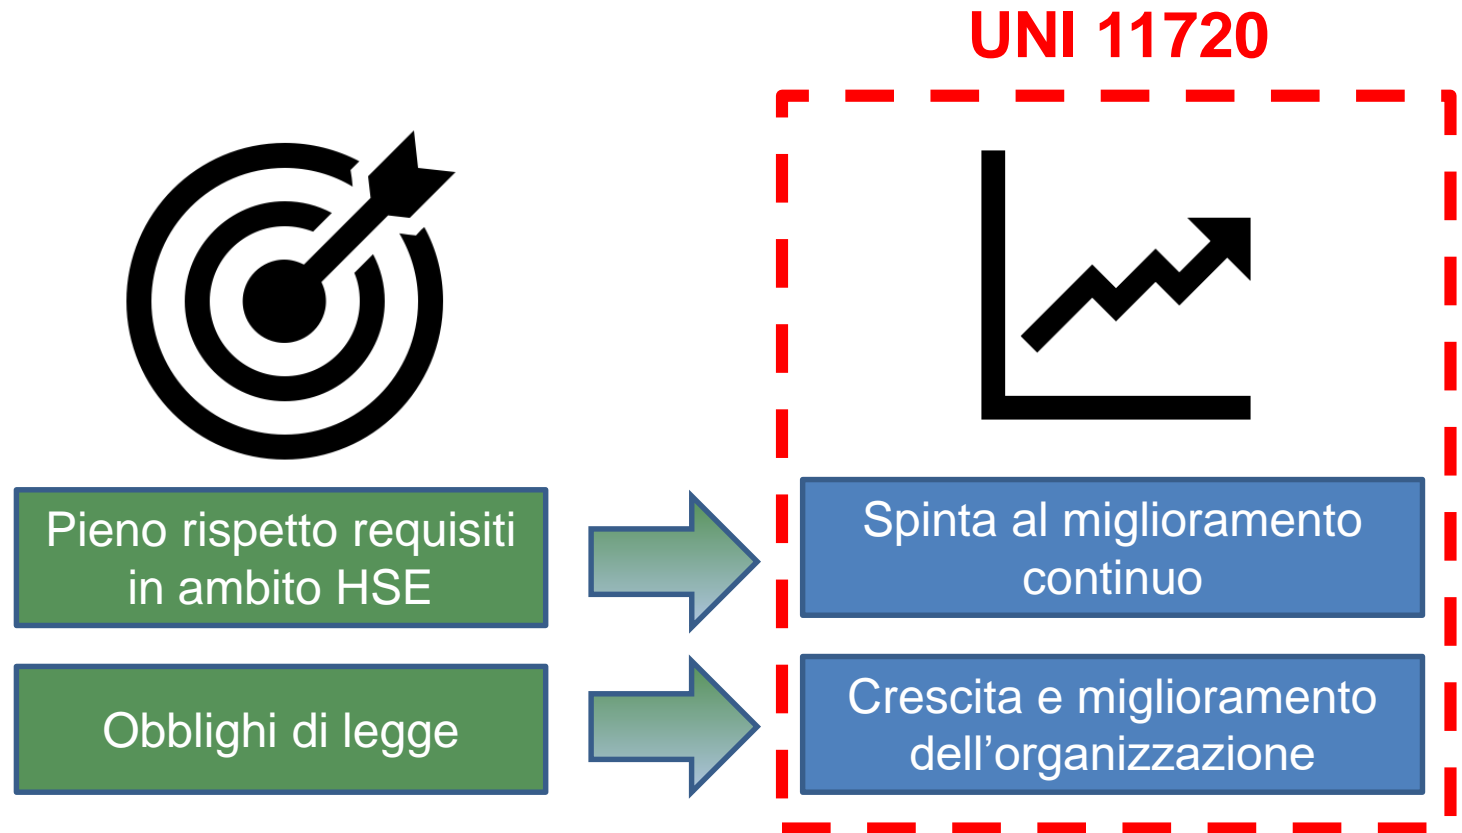 UNI 11720
Pieno rispetto requisiti
in ambito HSE
Spinta al miglioramento
continuo
Obblighi di legge
Crescita e miglioramento
dell’organizzazione